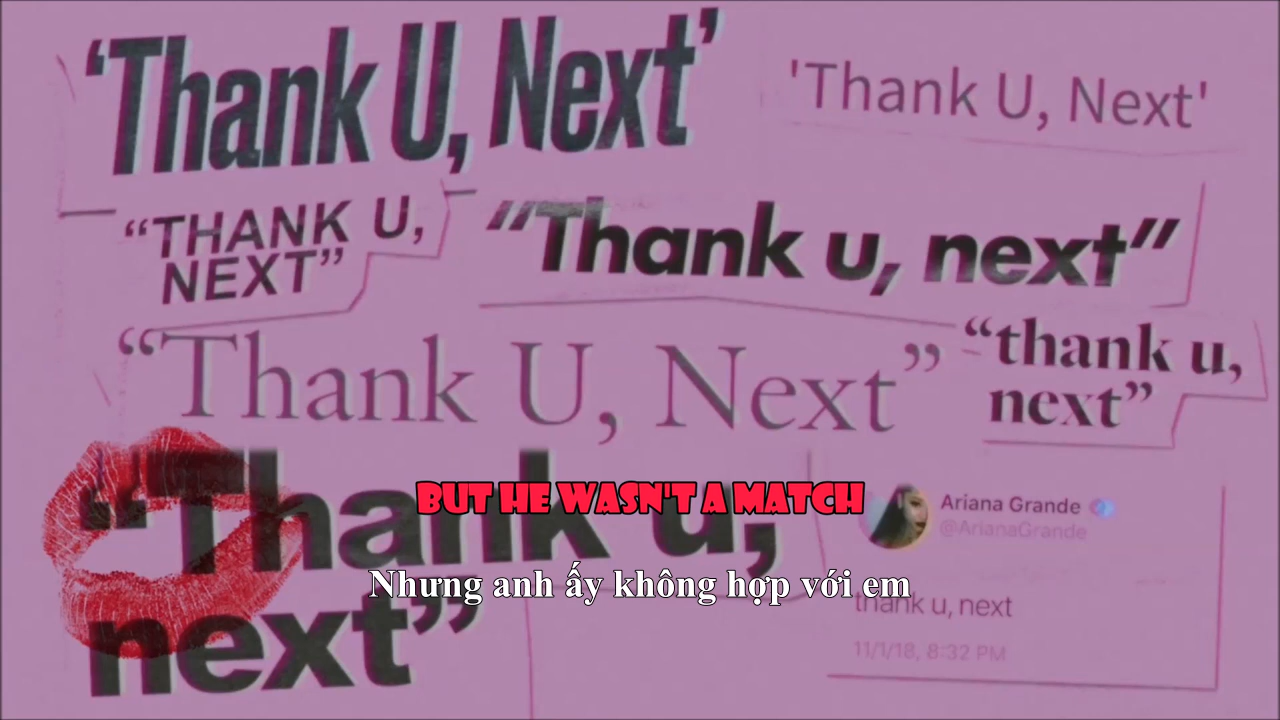 ‘Thank U, Next’
'Thank U, Next'
“THANK U,
NEXT”
“Thank u, next”
“Thank U, Next”
“thank u,
next”
“Thank u,
next”
BUT HE WASN'T A MATCH
Nhưng anh ấy không hợp với em
Ariana Grande
@ArianaGrande
thank u, next
11/1/18, 8:32 PM